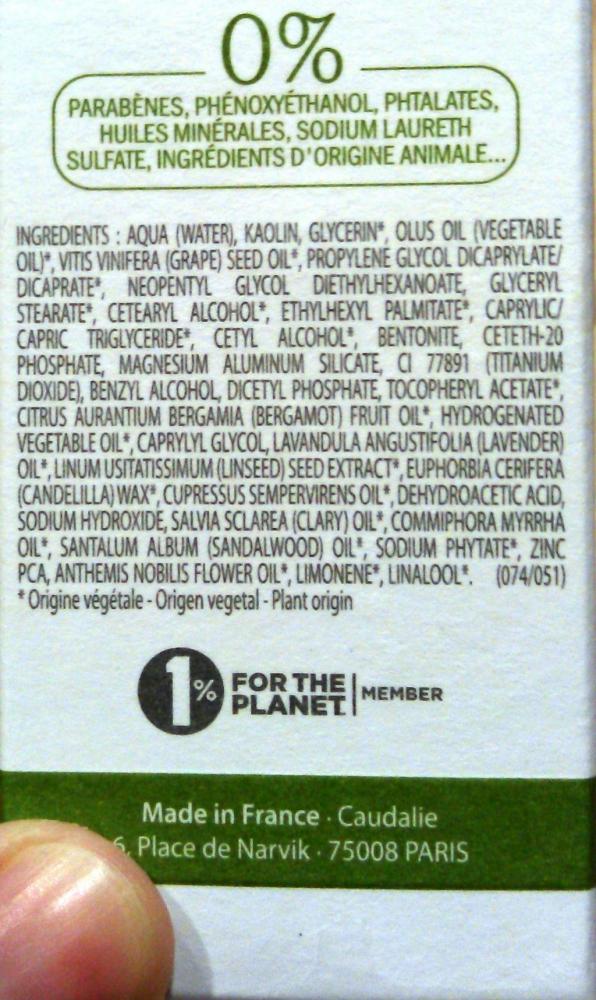 0%
PARABÈNES, PHÉNOXYÉTHANOL, PHTALATES,
HUILES MINÉRALES, SODIUM LAURETH
SULFATE, INGRÉDIENTS D'ORIGINE ANIMALE...
INGREDIENTS : AQUA (WATER), KAOLIN, GLYCERIN*, OLUS OIL (VEGETABLE
OIL)*, VITIS VINIFERA (GRAPE) SEED OIL*, PROPYLENE GLYCOL DICAPRYLATE/
DICAPRATE*, NEOPENTYL GLYCOL DIETHYLHEXANOATE, GLYCERYL
STEARATE*, CETEARYL ALCOHOL*, ETHYLHEXYL PALMITATE*, CAPRYLIC/
CAPRIC TRIGLYCERIDE*, CETYL ALCOHOL*, BENTONITE, CETETH-20
PHOSPHATE, MAGNESIUM ALUMINUM SILICATE, CI 77891 (TITANIUM
DIOXIDE), BENZYL ALCOHOL, DICETYL PHOSPHATE, TOCOPHERYL ACETATE*,
CITRUS AURANTIUM BERGAMIA (BERGAMOT) FRUIT OIL*, HYDROGENATED
VEGETABLE OIL*, CAPRYLYL GLYCOL, LAVANDULA ANGUSTIFOLIA (LAVENDER)
OIL*, LINUM USITATISSIMUM (LINSEED) SEED EXTRACT*, EUPHORBIA CERIFERA
(CANDELILLA) WAX*, CUPRESSUS SEMPERVIRENS OIL*, DEHYDROACETIC ACID,
SODIUM HYDROXIDE, SALVIA SCLAREA (CLARY) OIL*, COMMIPHORA MYRRHA
OIL*, SANTALUM ALBUM (SANDALWOOD) OIL*, SODIUM PHYTATE*, ZINC
PCA, ANTHEMIS NOBILIS FLOWER OIL*, LIMONENE*, LINALOOL*. (074/051)
* Origine végétale - Origen vegetal - Plant origin
1% FOR THE
PLANET. MEMBER
Made in France · Caudalie
6, Place de Narvik · 75008 PARIS